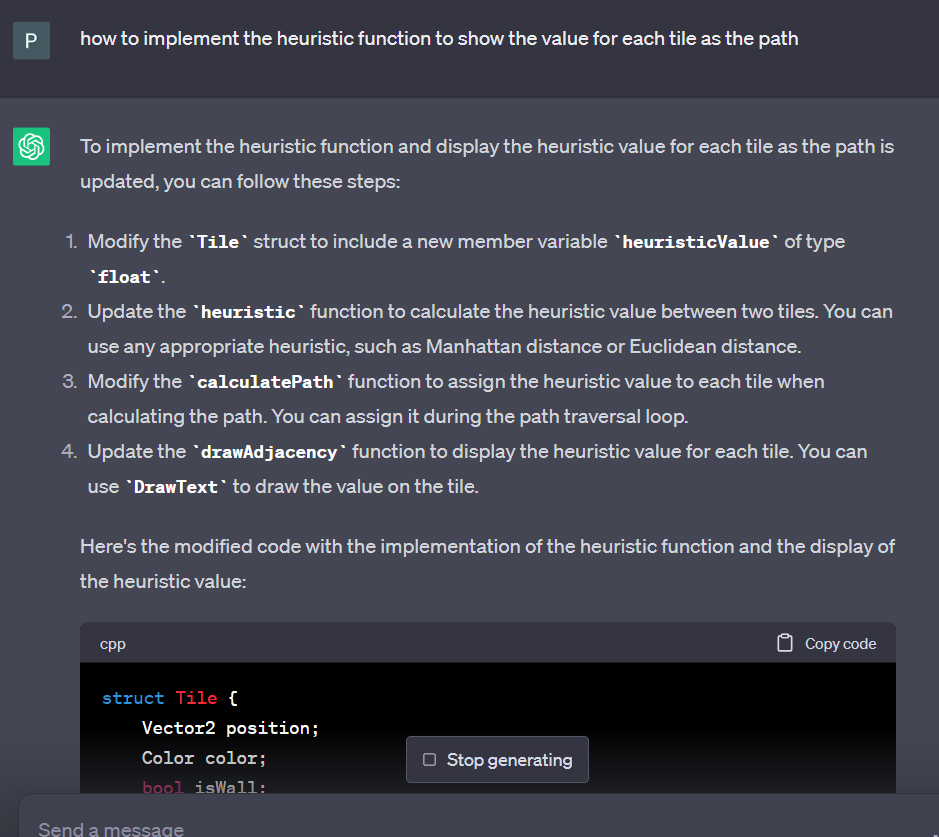 P
how to implement the heuristic function to show the value for each tile as the path
To implement the heuristic function and display the heuristic value for each tile as the path is
updated, you can follow these steps:
1. Modify the `Tile` struct to include a new member variable `heuristicValue` of type
`float`.
2. Update the `heuristic` function to calculate the heuristic value between two tiles. You can
use any appropriate heuristic, such as Manhattan distance or Euclidean distance.
3. Modify the `calculatePath` function to assign the heuristic value to each tile when
calculating the path. You can assign it during the path traversal loop.
4. Update the `drawAdjacency` function to display the heuristic value for each tile. You can
use `DrawText` to draw the value on the tile.
Here's the modified code with the implementation of the heuristic function and the display of
the heuristic value:
cpp
Copy code
struct Tile {
Vector2 position;
Color color;
Stop generating
bool isWall;
Send a message